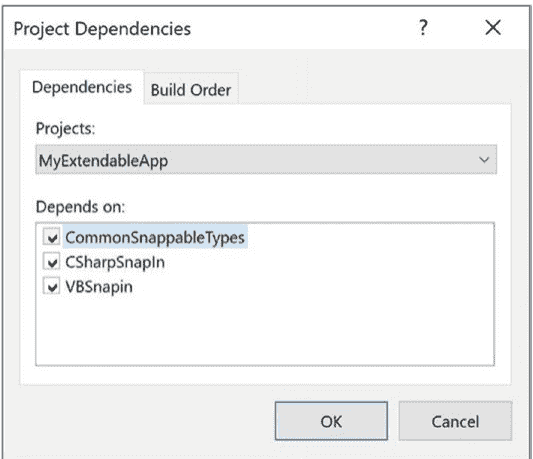 Project Dependencies
Dependencies
Build Order
Projects:
MyExtendableApp
Depends on:
CommonSnappableTypes
CSharpSnapIn
VBSnapin
OK
Cancel